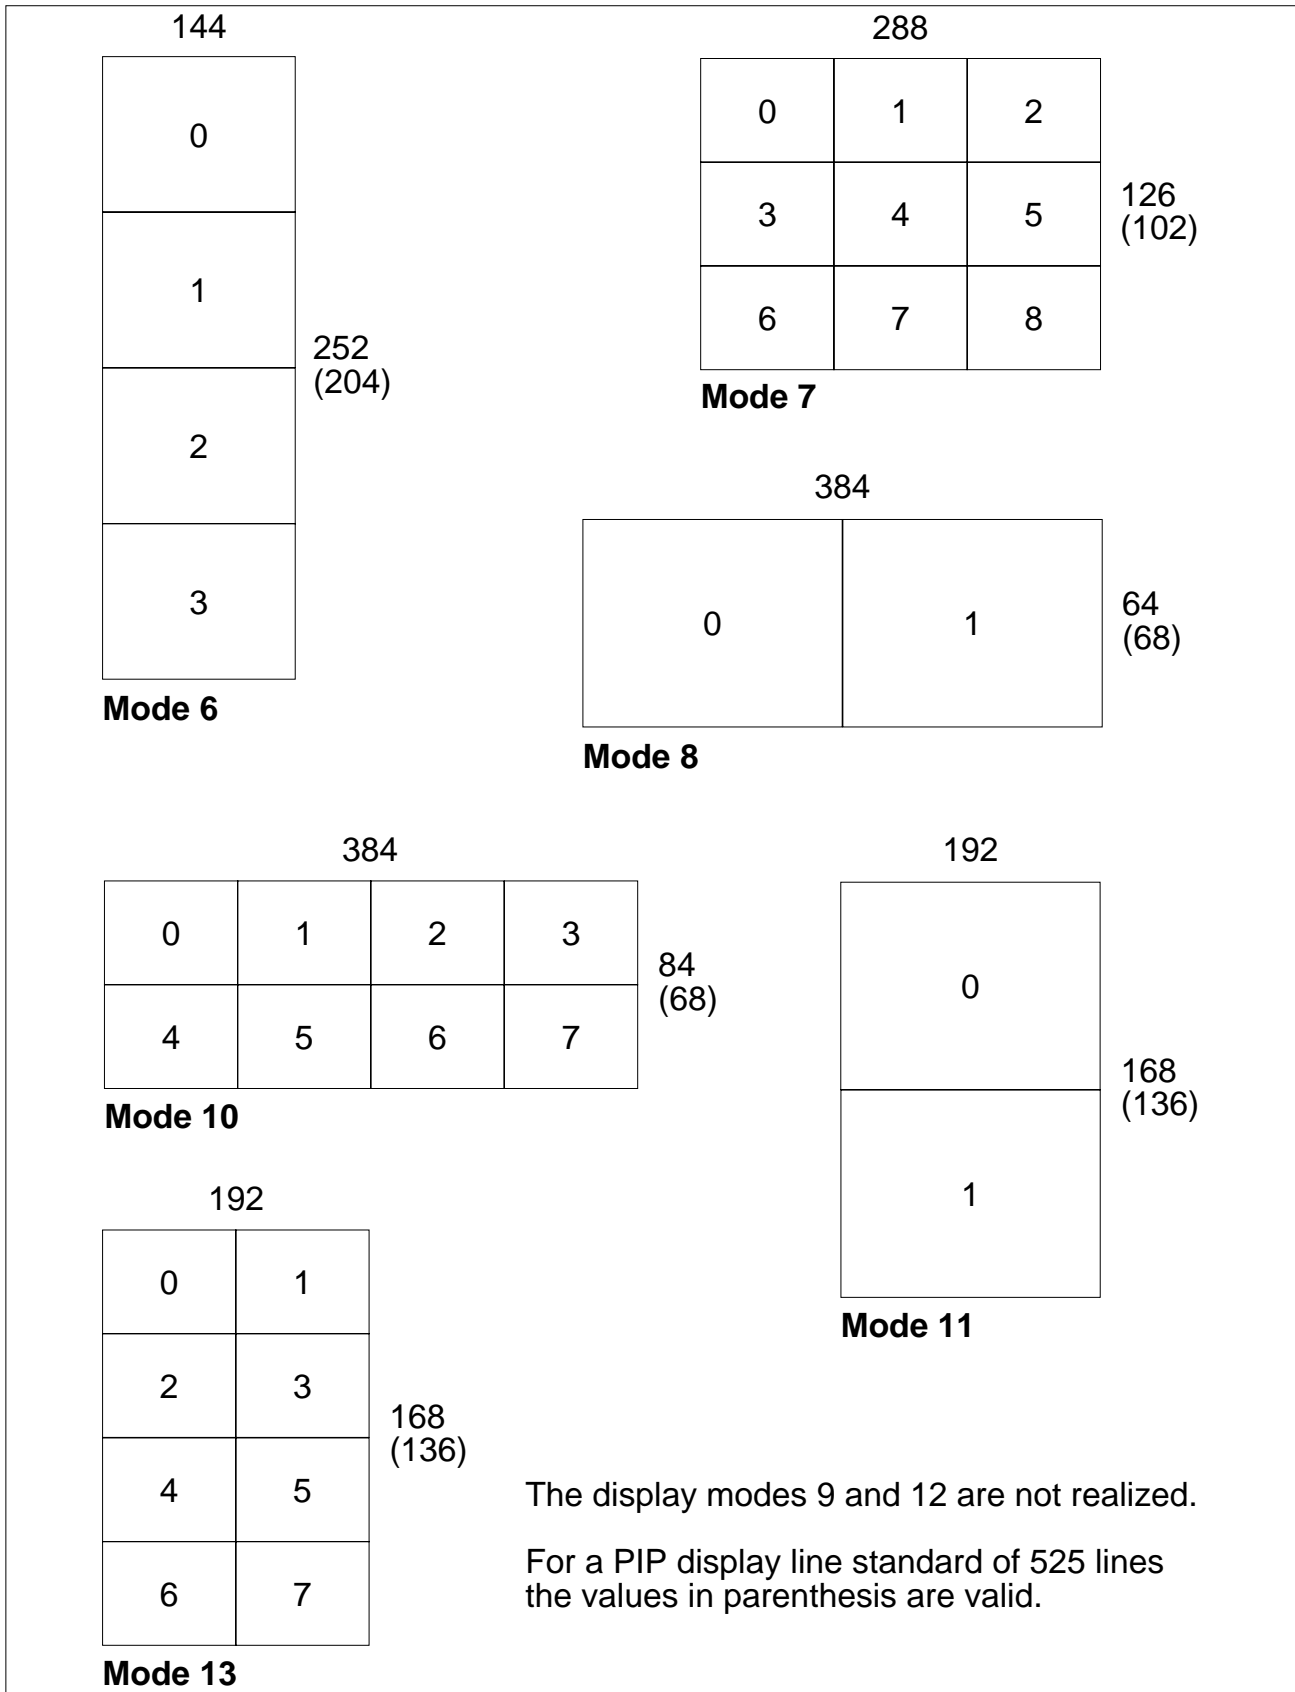 144
0
1
2
3
252
(204)
Mode 6
288
0 1 2
3 4 5
6 7 8
126
(102)
Mode 7
384
0 1
64
(68)
Mode 8
384
0 1 2 3
4 5 6 7
84
(68)
Mode 10
192
0
1
168
(136)
Mode 11
192
0 1
2 3
4 5
6 7
168
(136)
Mode 13
The display modes 9 and 12 are not realized.
For a PIP display line standard of 525 lines
the values in parenthesis are valid.